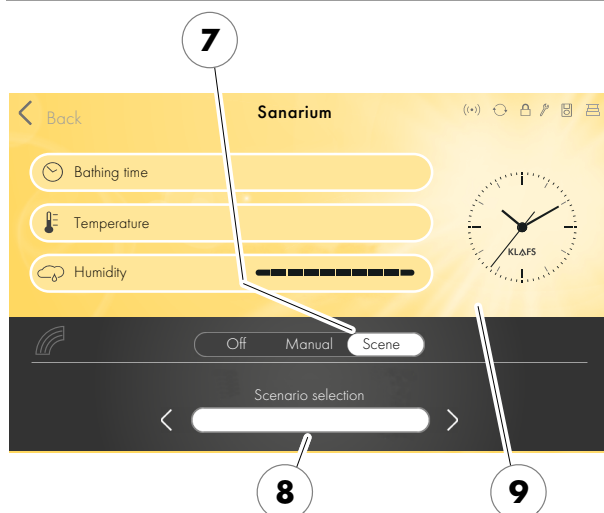 7
Back
Sanarium
Bathing time
Temperature
KLAFS
Humidity
Off Manual Scene
Scenario selection
8
9